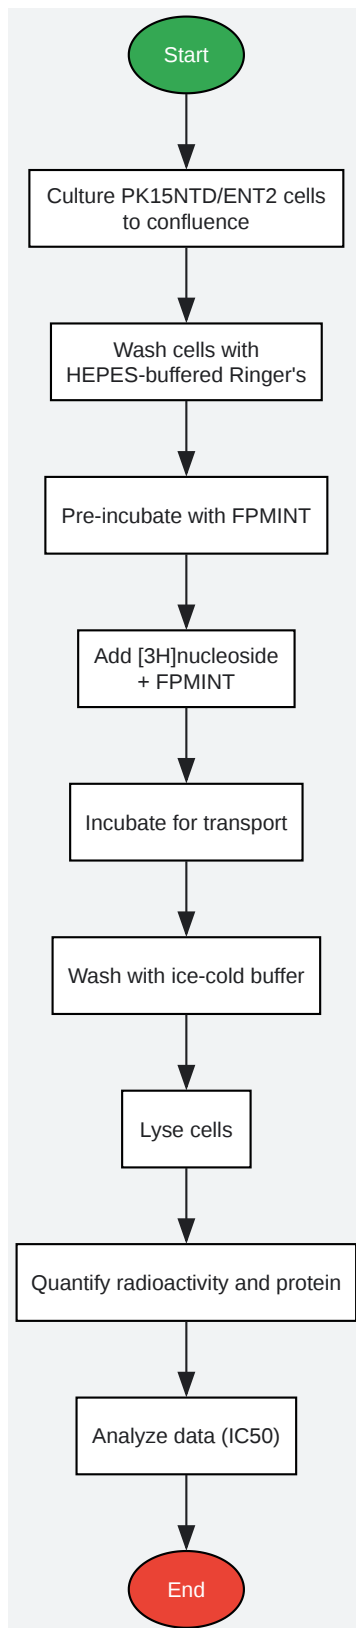 Start
Culture PK15NTD/ENT2 cells
to confluence
Wash cells with
HEPES-buffered Ringer's
Pre-incubate with FPMINT
Add [3H]nucleoside
+ FPMINT
Incubate for transport
Wash with ice-cold buffer
Lyse cells
Quantify radioactivity and protein
Analyze data (IC50)
End